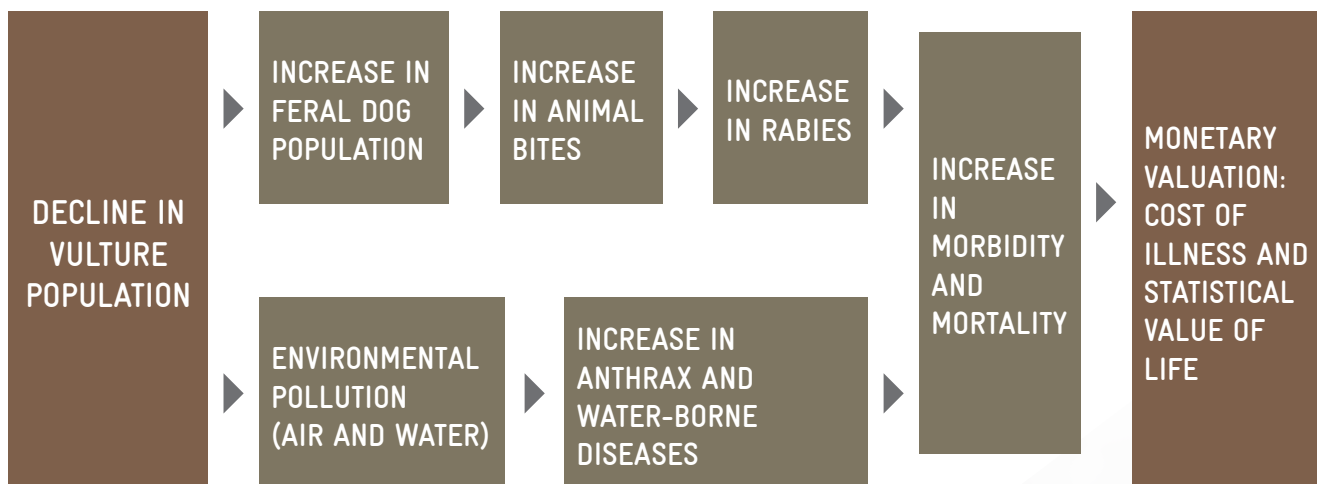 DECLINE IN
VULTURE
POPULATION
INCREASE IN
FERAL DOG
POPULATION
INCREASE
IN ANIMAL
BITES
INCREASE
IN RABIES
ENVIRONMENTAL
POLLUTION
(AIR AND WATER)
INCREASE IN
ANTHRAX AND
WATER-BORNE
DISEASES
INCREASE
IN
MORBIDITY
AND
MORTALITY
MONETARY
VALUATION:
COST OF
ILLNESS AND
STATISTICAL
VALUE OF
LIFE